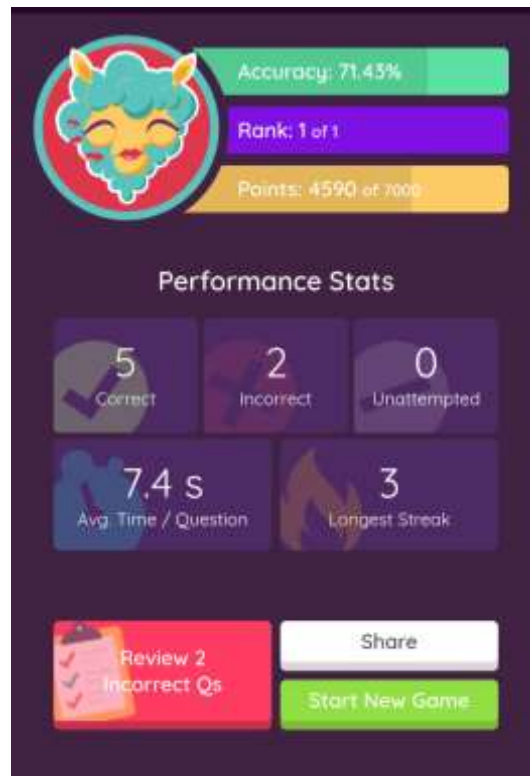 Accuracy: 71.43%
Rank: 1 of 1
Points: 4590 of 7000
Performance Stats
5
Correct
2
Incorrect
0
Unattempted
7.4 s
Avg. Time / Question
3
Longest Streak
Review 2
Incorrect Qs
Share
Start New Game